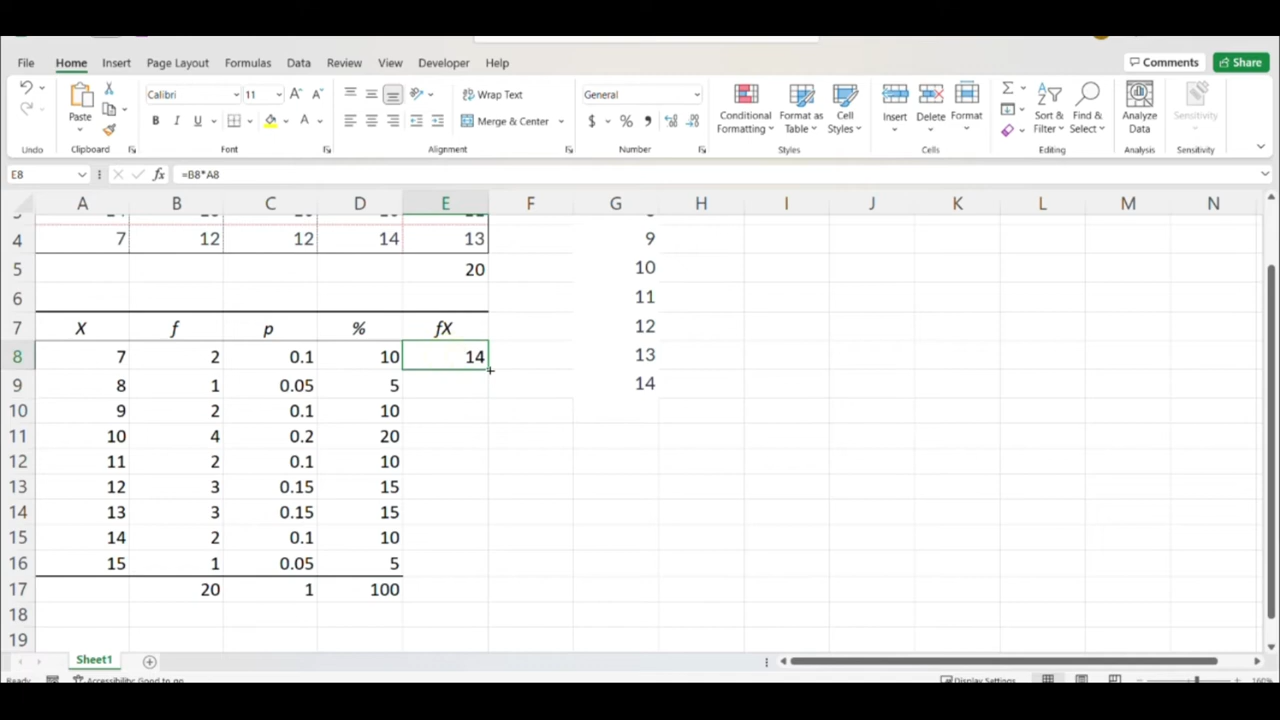 File Home Insert Page Layout Formulas Data Review View Developer Help Comments Share
Calibri 11 Wrap Text General
Paste Merge & Center $ % Conditional Formatting Format as Table Cell Styles Insert Delete Format Sort & Filter Find & Select Analyze Data Sensitivity
Undo Clipboard Font Alignment Number Styles Cells Editing Analysis Sensitivity
E8 fx =B8*A8
A B C D E F G H I J K L M N
4 7 12 12 14 13 9
5 20 10
6 11
7 X f p % fX 12
8 7 2 0.1 10 14 13
9 8 1 0.05 5 14
10 9 2 0.1 10
11 10 4 0.2 20
12 11 2 0.1 10
13 12 3 0.15 15
14 13 3 0.15 15
15 14 2 0.1 10
16 15 1 0.05 5
17 20 1 100
18
19
Sheet1
Ready Accessibility: Good to go Display Settings 160%